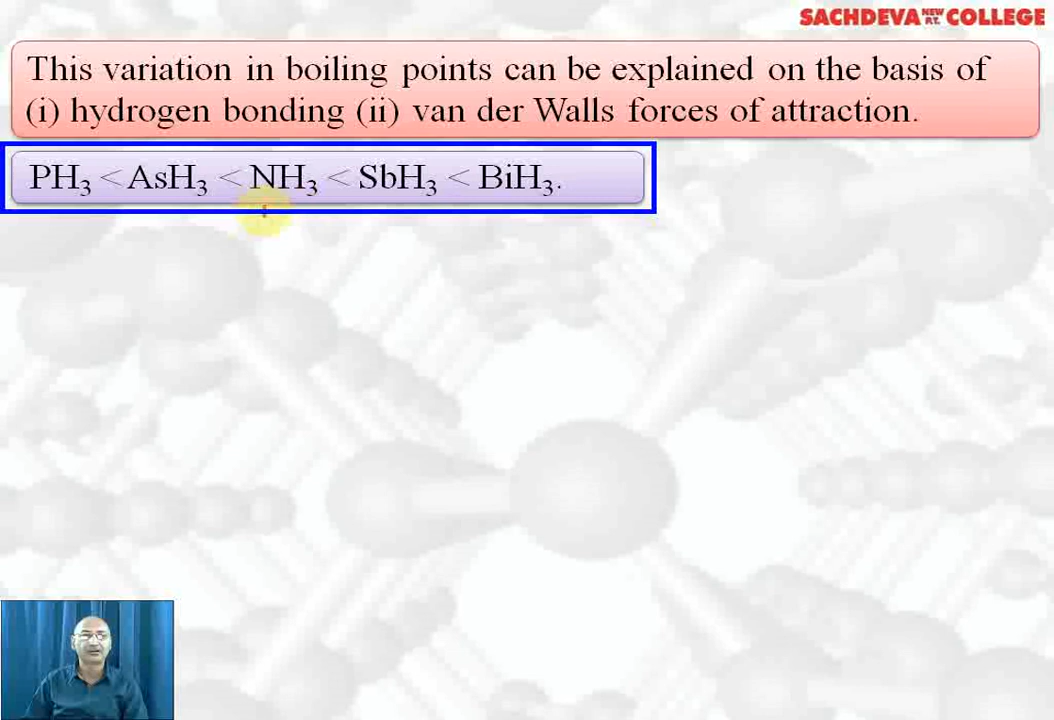 SACHDEVA NEW P.T. COLLEGE
This variation in boiling points can be explained on the basis of
(i) hydrogen bonding (ii) van der Walls forces of attraction.
PH₃ < AsH₃ < NH₃ < SbH₃ < BiH₃.